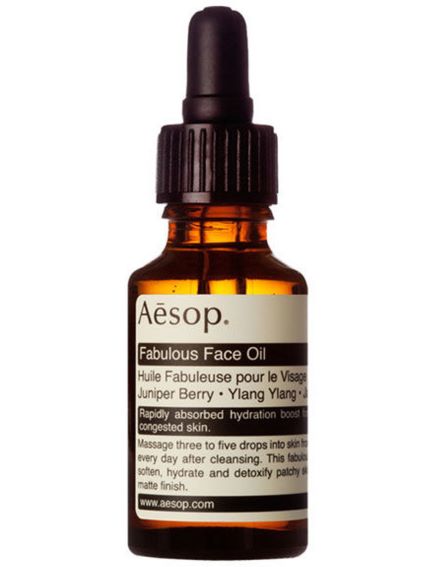 Aēsop®
Fabulous Face Oil
Huile Fabuleuse pour le Visage
Juniper Berry • Ylang Ylang •
Rapidly absorbed hydration boost
congested skin.
Massage three to five drops into skin
every day after cleansing. This
soften, hydrate and detoxify patchy
matte finish.
www.aesop.com